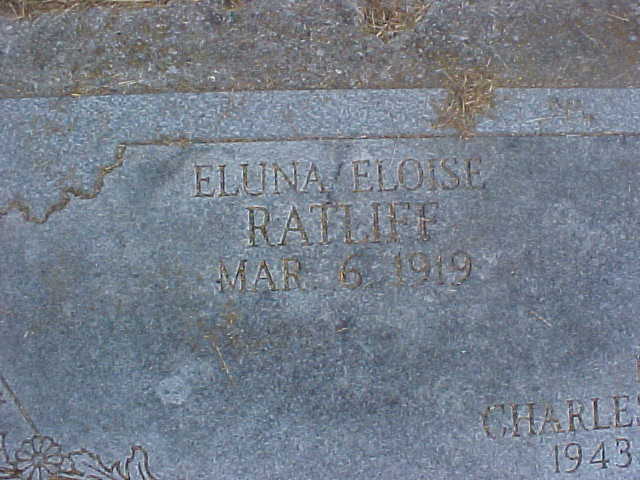 ELUNA ELOISE
RATLIFF
MAR. 6, 1919
CHARLES
1943